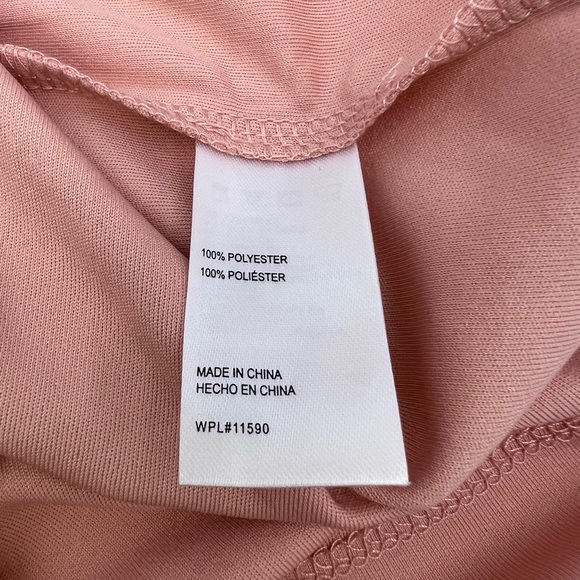 100% POLYESTER
100% POLIÉSTER
MADE IN CHINA
HECHO EN CHINA
WPL#11590